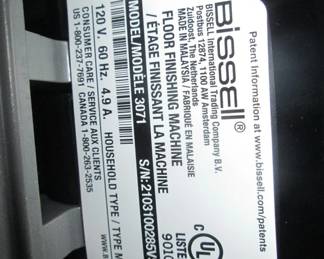 Patent Information:
www.bissell.com/patents
BISSELL®
BISSELL International Trading Company B.V.
Postbus 12874, 1100 AW Amsterdam
Zuidoost, The Netherlands
MADE IN MALAYSIA / FABRIQUÉ EN MALAISIE
FLOOR FINISHING MACHINE
/ ÉTAGE FINISSANT LA MACHINE
MODEL/MODÈLE 3071
S/N:2103100285
120 V. 60 Hz. 4.9 A.
HOUSEHOLD TYPE / TYPE
CONSUMER CARE / SERVICE AUX CLIENTS
US 1-800-237-7691 CANADA 1-800-263-2535
C UL
LISTE